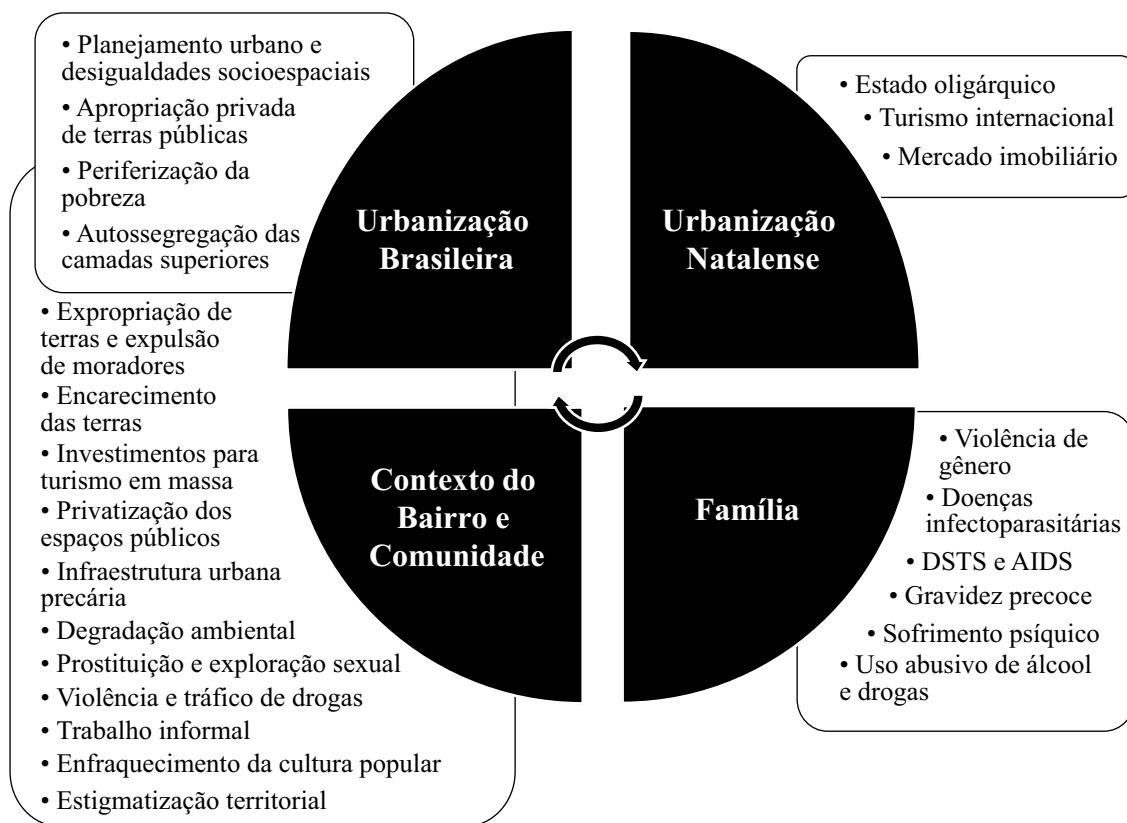 • Planejamento urbano e
desigualdades socioespaciais
• Apropriação privada
de terras públicas
• Periferização da
pobreza
• Autossegregação das
camadas superiores
Urbanização
Brasileira
Urbanização
Natalense
• Estado oligárquico
• Turismo internacional
• Mercado imobiliário
• Expropriação de
terras e expulsão
de moradores
• Encarecimento
das terras
• Investimentos para
turismo em massa
• Privatização dos
espaços públicos
• Infraestrutura urbana
precária
• Degradação ambiental
• Prostituição e exploração sexual
• Violência e tráfico de drogas
• Trabalho informal
• Enfraquecimento da cultura popular
• Estigmatização territorial
Contexto do
Bairro e
Comunidade
Família
• Violência de
gênero
• Doenças
infectoparasitárias
• DSTS e AIDS
• Gravidez precoce
• Sofrimento psíquico
• Uso abusivo de álcool
e drogas